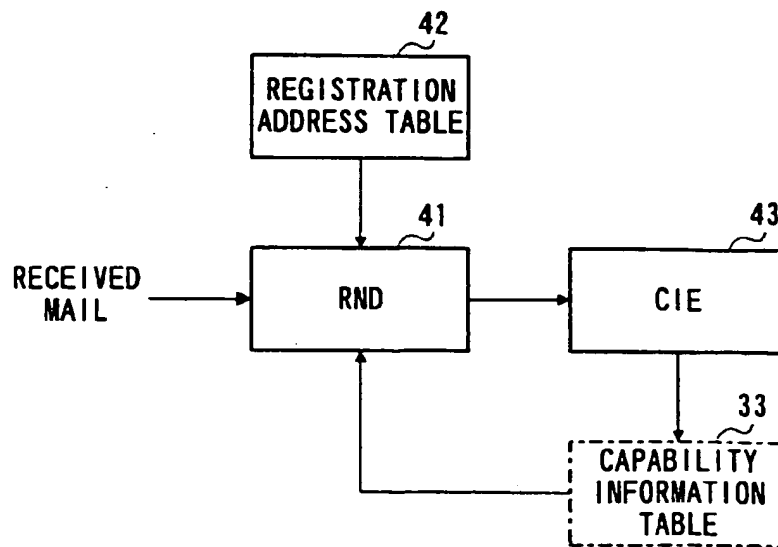 42
REGISTRATION
ADDRESS TABLE
41
43
RECEIVED
MAIL
RND
CIE
33
CAPABILITY
INFORMATION
TABLE